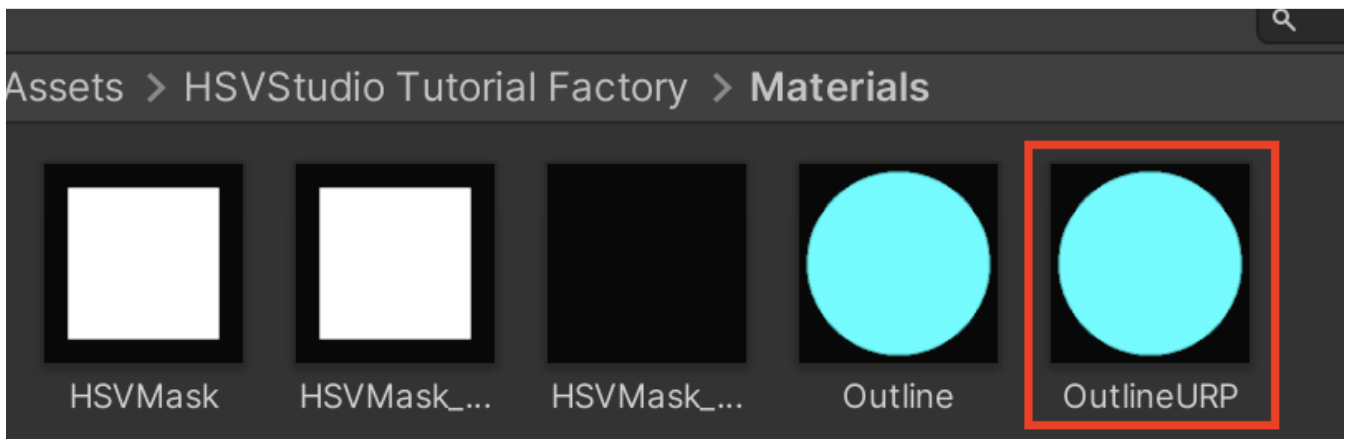 Assets > HSVStudio Tutorial Factory > Materials
HSVMask HSVMask_... HSVMask_... Outline OutlineURP